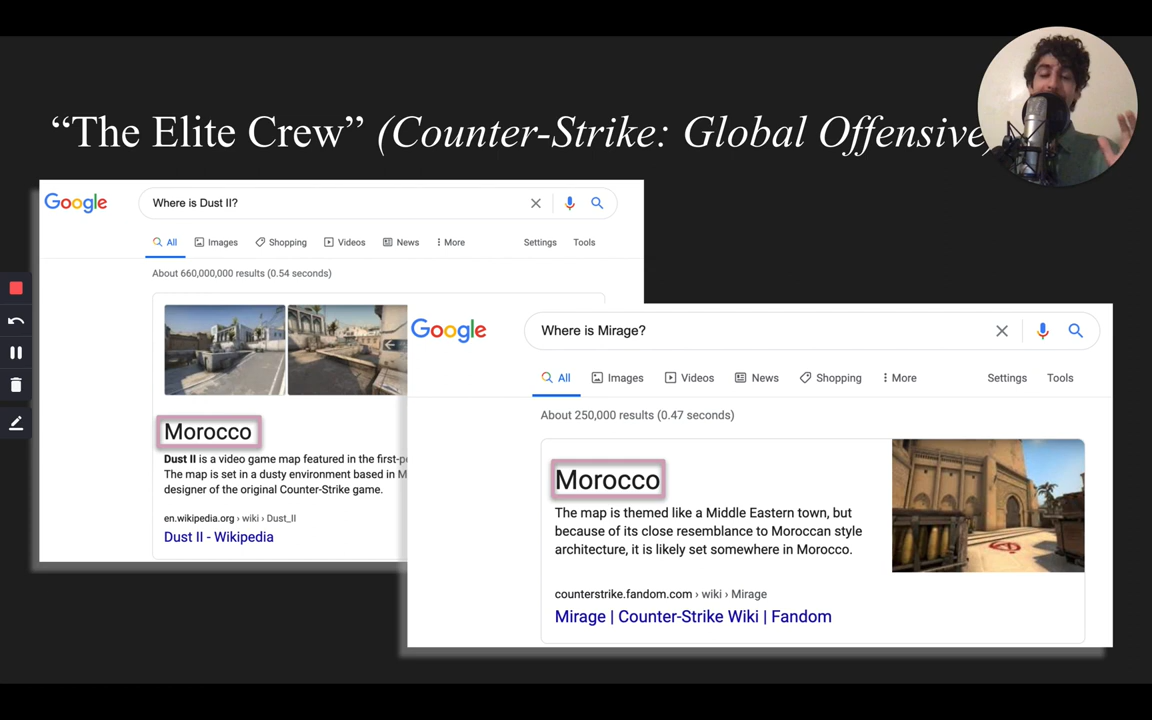 “The Elite Crew” (Counter-Strike: Global Offensive)
Google
Where is Dust II?
All Images Shopping Videos News More Settings Tools
About 660,000,000 results (0.54 seconds)
Morocco
Dust II is a video game map featured in the first-p
The map is set in a dusty environment based in M
designer of the original Counter-Strike game.
en.wikipedia.org › wiki › Dust_II
Dust II - Wikipedia
Google
Where is Mirage?
All Images Videos News Shopping More Settings Tools
About 250,000 results (0.47 seconds)
Morocco
The map is themed like a Middle Eastern town, but
because of its close resemblance to Moroccan style
architecture, it is likely set somewhere in Morocco.
counterstrike.fandom.com › wiki › Mirage
Mirage | Counter-Strike Wiki | Fandom